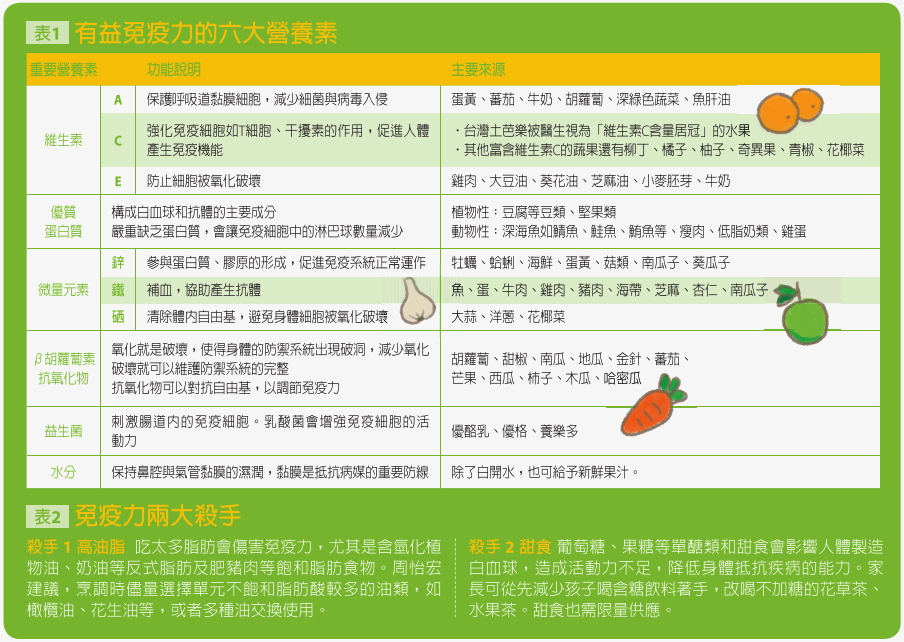 表1 有益免疫力的六大營養素
重要營養素 功能說明 主要來源
維生素
A 保護呼吸道黏膜細胞，減少細菌與病毒入侵 蛋黃、蕃茄、牛奶、胡蘿蔔、深綠色蔬菜、魚肝油
C 強化免疫細胞如T細胞、干擾素的作用，促進人體
產生免疫機能
．台灣土芭樂被醫生視為「維生素C含量居冠」的水果
．其他富含維生素C的蔬果還有柳丁、橘子、柚子、奇異果、青椒、花椰菜
E 防止細胞被氧化破壞 雞肉、大豆油、葵花油、芝麻油、小麥胚芽、牛奶
優質
蛋白質
構成白血球和抗體的主要成分
嚴重缺乏蛋白質，會讓免疫細胞中的淋巴球數量減少
植物性：豆腐等豆類、堅果類
動物性：深海魚如鯖魚、鮭魚、鮪魚等、瘦肉、低脂奶類、雞蛋
微量元素
鋅 參與蛋白質、膠原的形成，促進免疫系統正常運作 牡蠣、蛤蜊、海鮮、蛋黃、菇類、南瓜子、葵瓜子
鐵 補血，協助產生抗體 魚、蛋、牛肉、雞肉、豬肉、海帶、芝麻、杏仁、南瓜子
硒 清除體內自由基，避免身體細胞被氧化破壞 大蒜、洋蔥、花椰菜
β胡蘿蔔素
抗氧化物
氧化就是破壞，使得身體的防禦系統出現破洞，減少氧化
破壞就可以維護防禦系統的完整
抗氧化物可以對抗自由基，以調節免疫力
胡蘿蔔、甜椒、南瓜、地瓜、金針、蕃茄、
芒果、西瓜、柿子、木瓜、哈密瓜
益生菌
刺激腸道內的免疫細胞。乳酸菌會增強免疫細胞的活
動力
優酪乳、優格、養樂多
水分 保持鼻腔與氣管黏膜的濕潤，黏膜是抵抗病媒的重要防線 除了白開水，也可給予新鮮果汁。
表2 免疫力兩大殺手
殺手 1 高油脂 吃太多脂肪會傷害免疫力，尤其是含氫化植
物油、奶油等反式脂肪及肥豬肉等飽和脂肪食物。周怡宏
建議，烹調時儘量選擇單元不飽和脂肪酸較多的油類，如
橄欖油、花生油等，或者多種油交換使用。
殺手 2 甜食 葡萄糖、果糖等單醣類和甜食會影響人體製造
白血球，造成活動力不足，降低身體抵抗疾病的能力。家
長可從先減少孩子喝含糖飲料著手，改喝不加糖的花草茶、
水果茶。甜食也需限量供應。